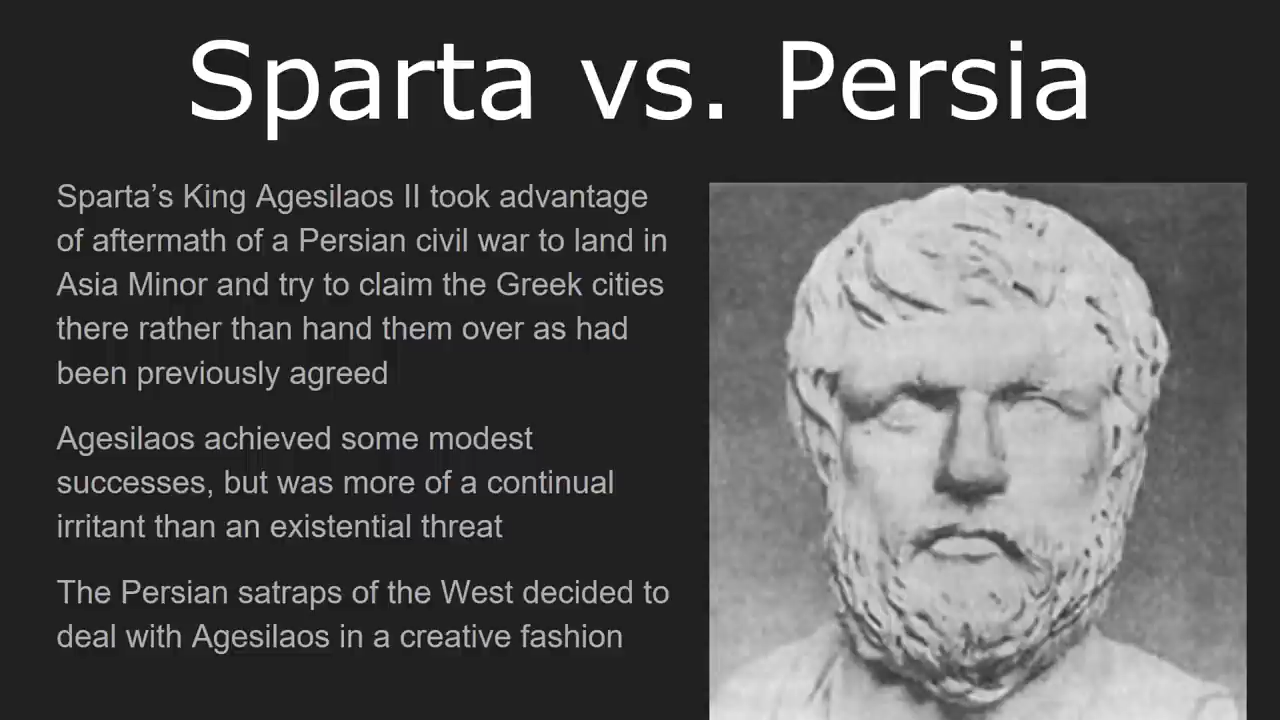 Sparta vs. Persia
Sparta’s King Agesilaos II took advantage
of aftermath of a Persian civil war to land in
Asia Minor and try to claim the Greek cities
there rather than hand them over as had
been previously agreed
Agesilaos achieved some modest
successes, but was more of a continual
irritant than an existential threat
The Persian satraps of the West decided to
deal with Agesilaos in a creative fashion